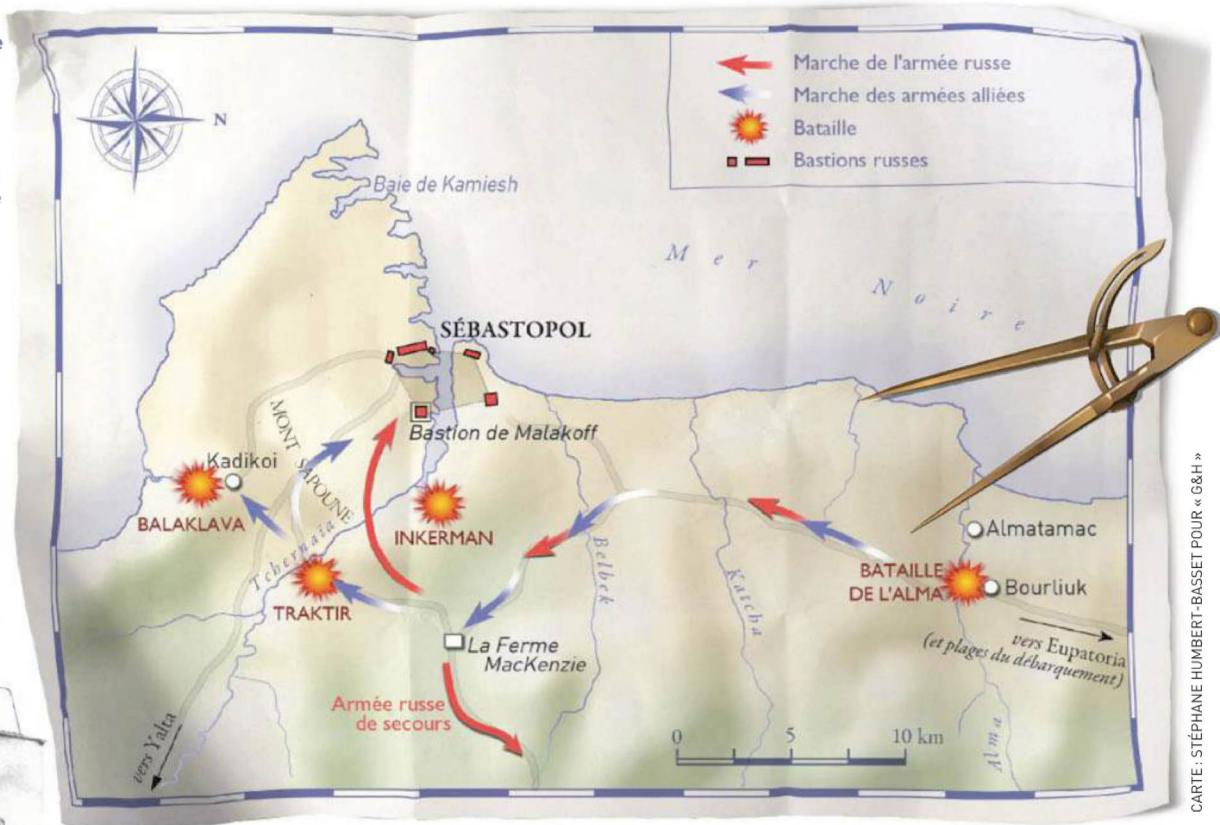 N
Marche de l'armée russe
Marche des armées alliées
Bataille
Bastions russes
Baie de Kamiesh
Mer Noire
SÉBASTOPOL
Bastion de Malakoff
MONT SAPOUNE
Kadikoi
BALAKLAVA
INKERMAN
Tchernaïa
TRAKTIR
La Ferme
MacKenzie
Belbek
Katcha
Almatamac
BATAILLE
DE L'ALMA
Bourliuk
vers Eupatoria
(et plages du débarquement)
Armée russe
de secours
vers Yalta
Alma
0 5 10 km
CARTE : STÉPHANE HUMBERT-BASSET POUR « G&H »